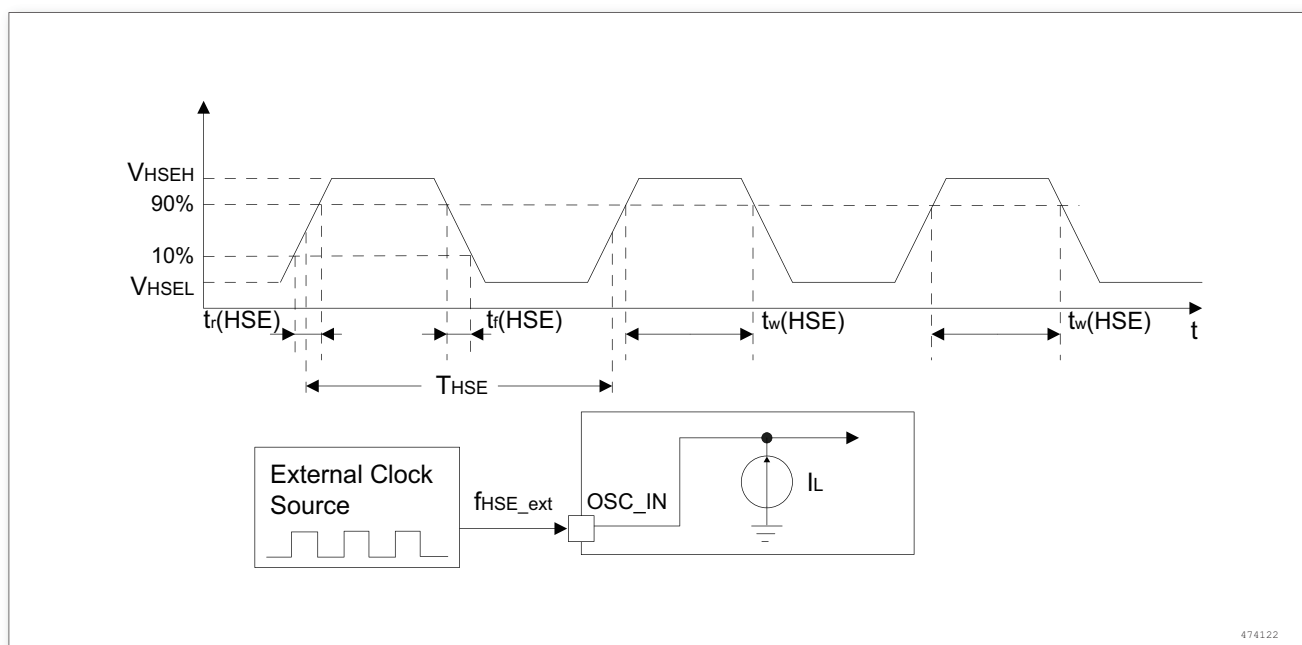 VHSEH
90%
10%
VHSEL
tr(HSE)
tf(HSE)
tw(HSE)
tw(HSE)
t
THSE
External Clock
Source
fHSE_ext
OSC_IN
IL
474122